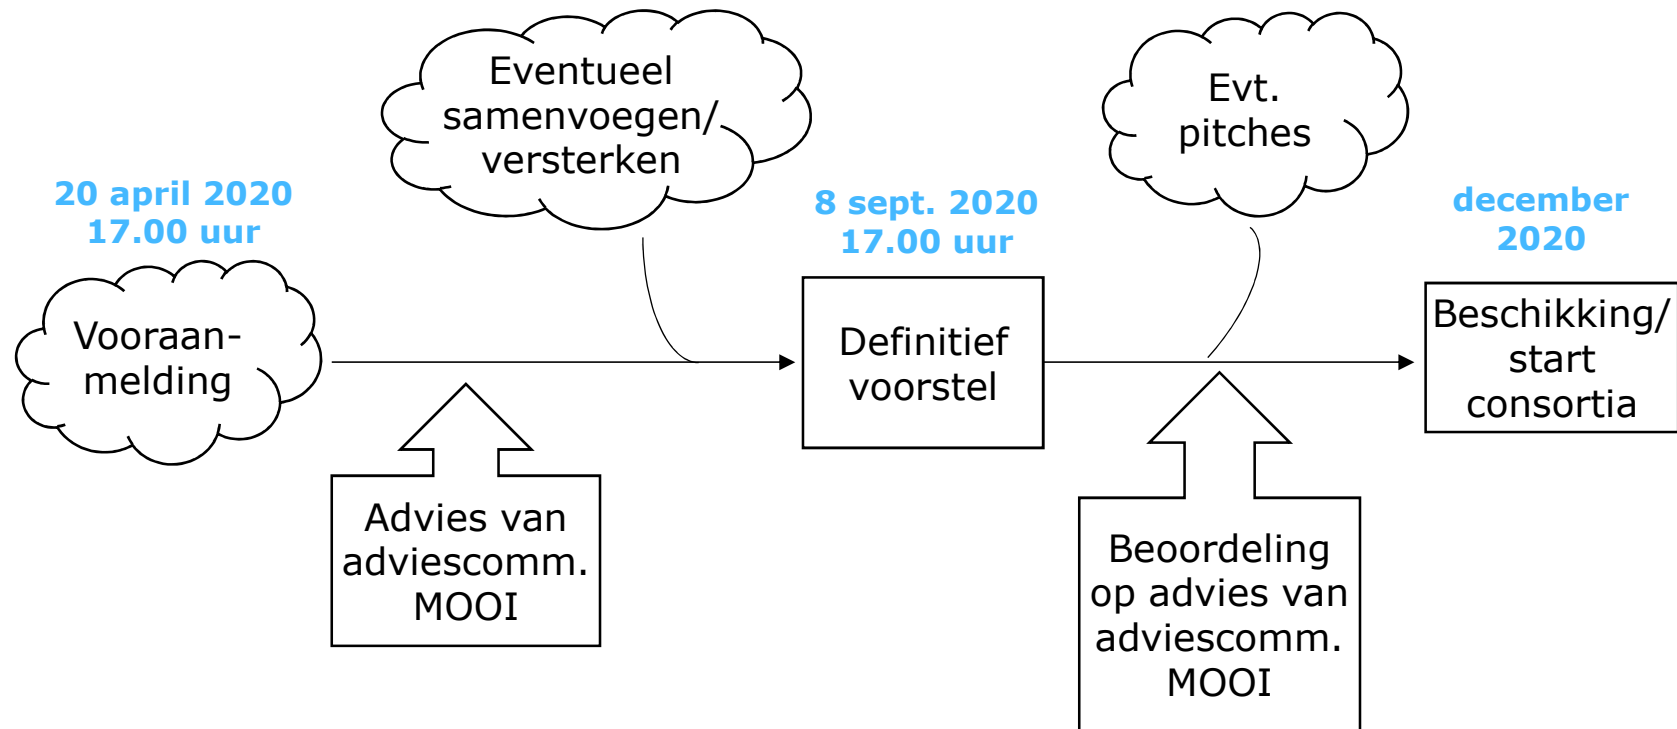 Eventueel
samenvoegen/
versterken
Evt.
pitches
20 april 2020
17.00 uur
8 sept. 2020
17.00 uur
december
2020
Vooraan-
melding
Definitief
voorstel
Beschikking/
start
consortia
Advies van
adviescomm.
MOOI
Beoordeling
op advies van
adviescomm.
MOOI